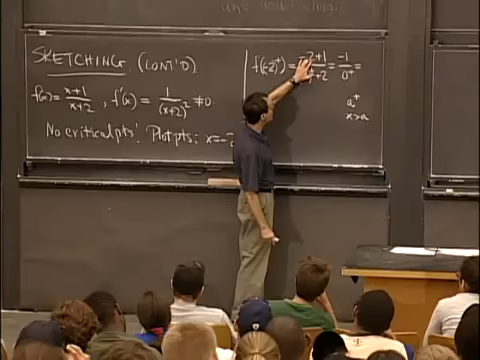 SKETCHING (CONT'D)
f(x) = x+1/x+2, f'(x) = 1/(x+2)² ≠ 0
No critical pts! Plot pts: x = -2
f(-2⁺) = -2+1/+2 = -1/0⁺ =
a⁺
x>a